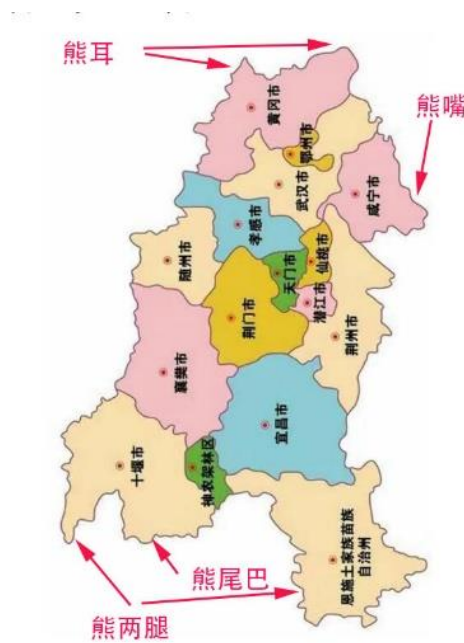 熊耳
熊嘴
黄冈市
鄂州市
武汉市
咸宁市
孝感市
仙桃市
天门市
随州市
潜江市
荆门市
荆州市
襄樊市
宜昌市
十堰市
神农架林区
恩施土家族苗族
自治州
熊尾巴
熊两腿